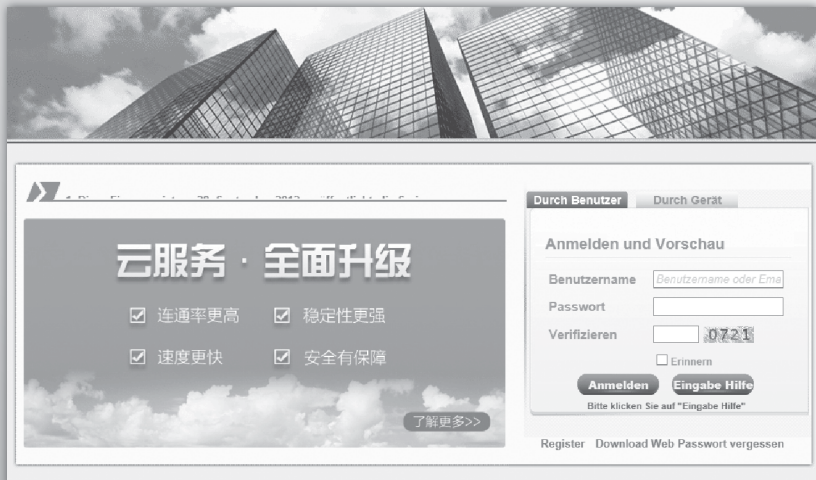 云服务·全面升级
连通率更高 稳定性更强
速度更快 安全有保障
了解更多>>
Durch Benutzer Durch Gerät
Anmelden und Vorschau
Benutzername Benutzername oder Ema
Passwort
Verifizieren 0721
Erinnern
Anmelden Eingabe Hilfe
Bitte klicken Sie auf "Eingabe Hilfe"
Register Download Web Passwort vergessen